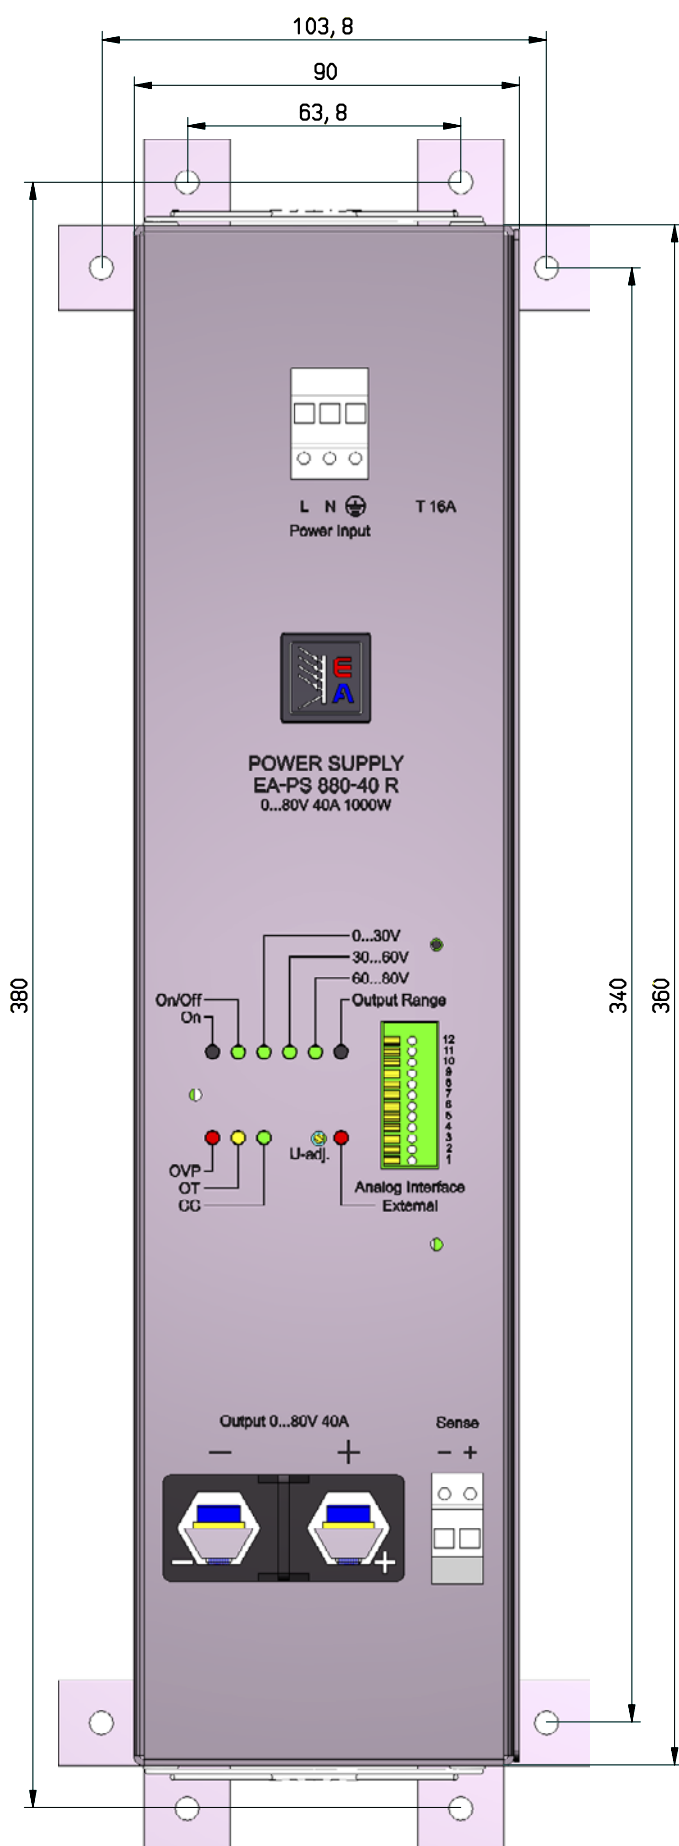 103,8
90
63,8
L N T 16A
Power Input
E
A
POWER SUPPLY
EA-PS 880-40 R
0...80V 40A 1000W
0...30V
30...60V
60...80V
On/Off Output Range
On
380
340
360
12
11
10
9
8
7
6
5
4
3
2
1
U-adj.
OVP
OT
CC
Analog Interface
External
Output 0...80V 40A Sense
− + − +
− +